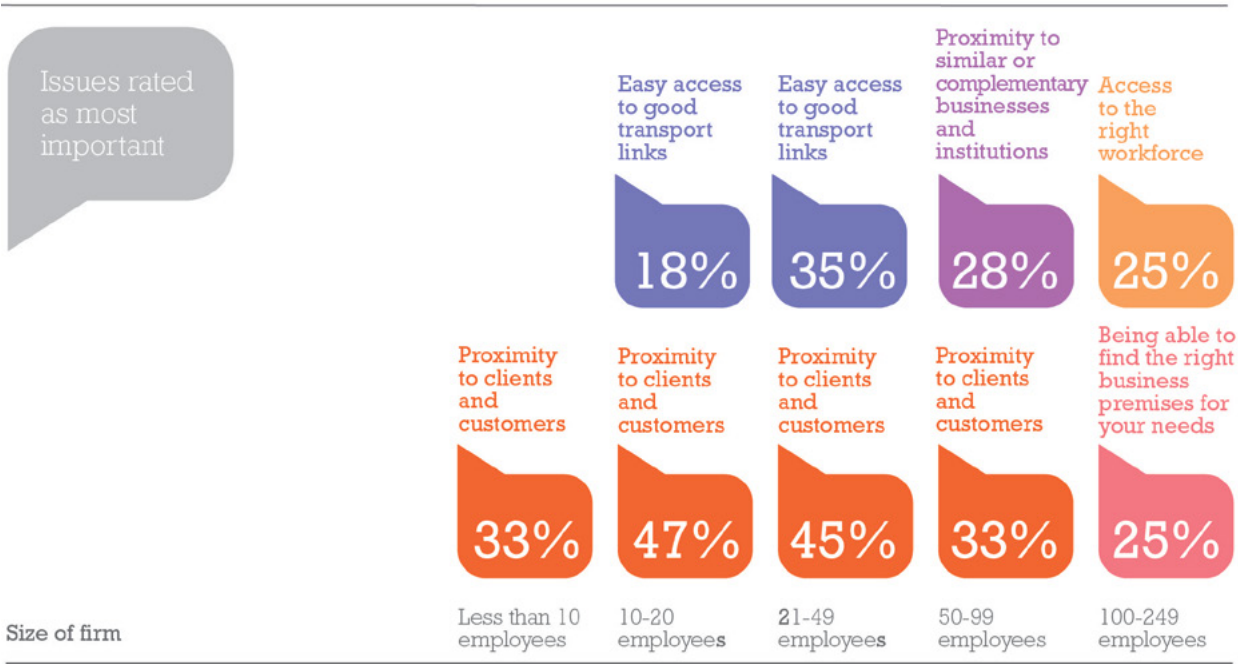 Issues rated
as most
important
Easy access
to good
transport
links
18%
Easy access
to good
transport
links
35%
Proximity to
similar or
complementary
businesses
and
institutions
28%
Access
to the
right
workforce
25%
Proximity
to clients
and
customers
33%
Proximity
to clients
and
customers
47%
Proximity
to clients
and
customers
45%
Proximity
to clients
and
customers
33%
Being able to
find the right
business
premises for
your needs
25%
Size of firm
Less than 10
employees
10-20
employees
21-49
employees
50-99
employees
100-249
employees